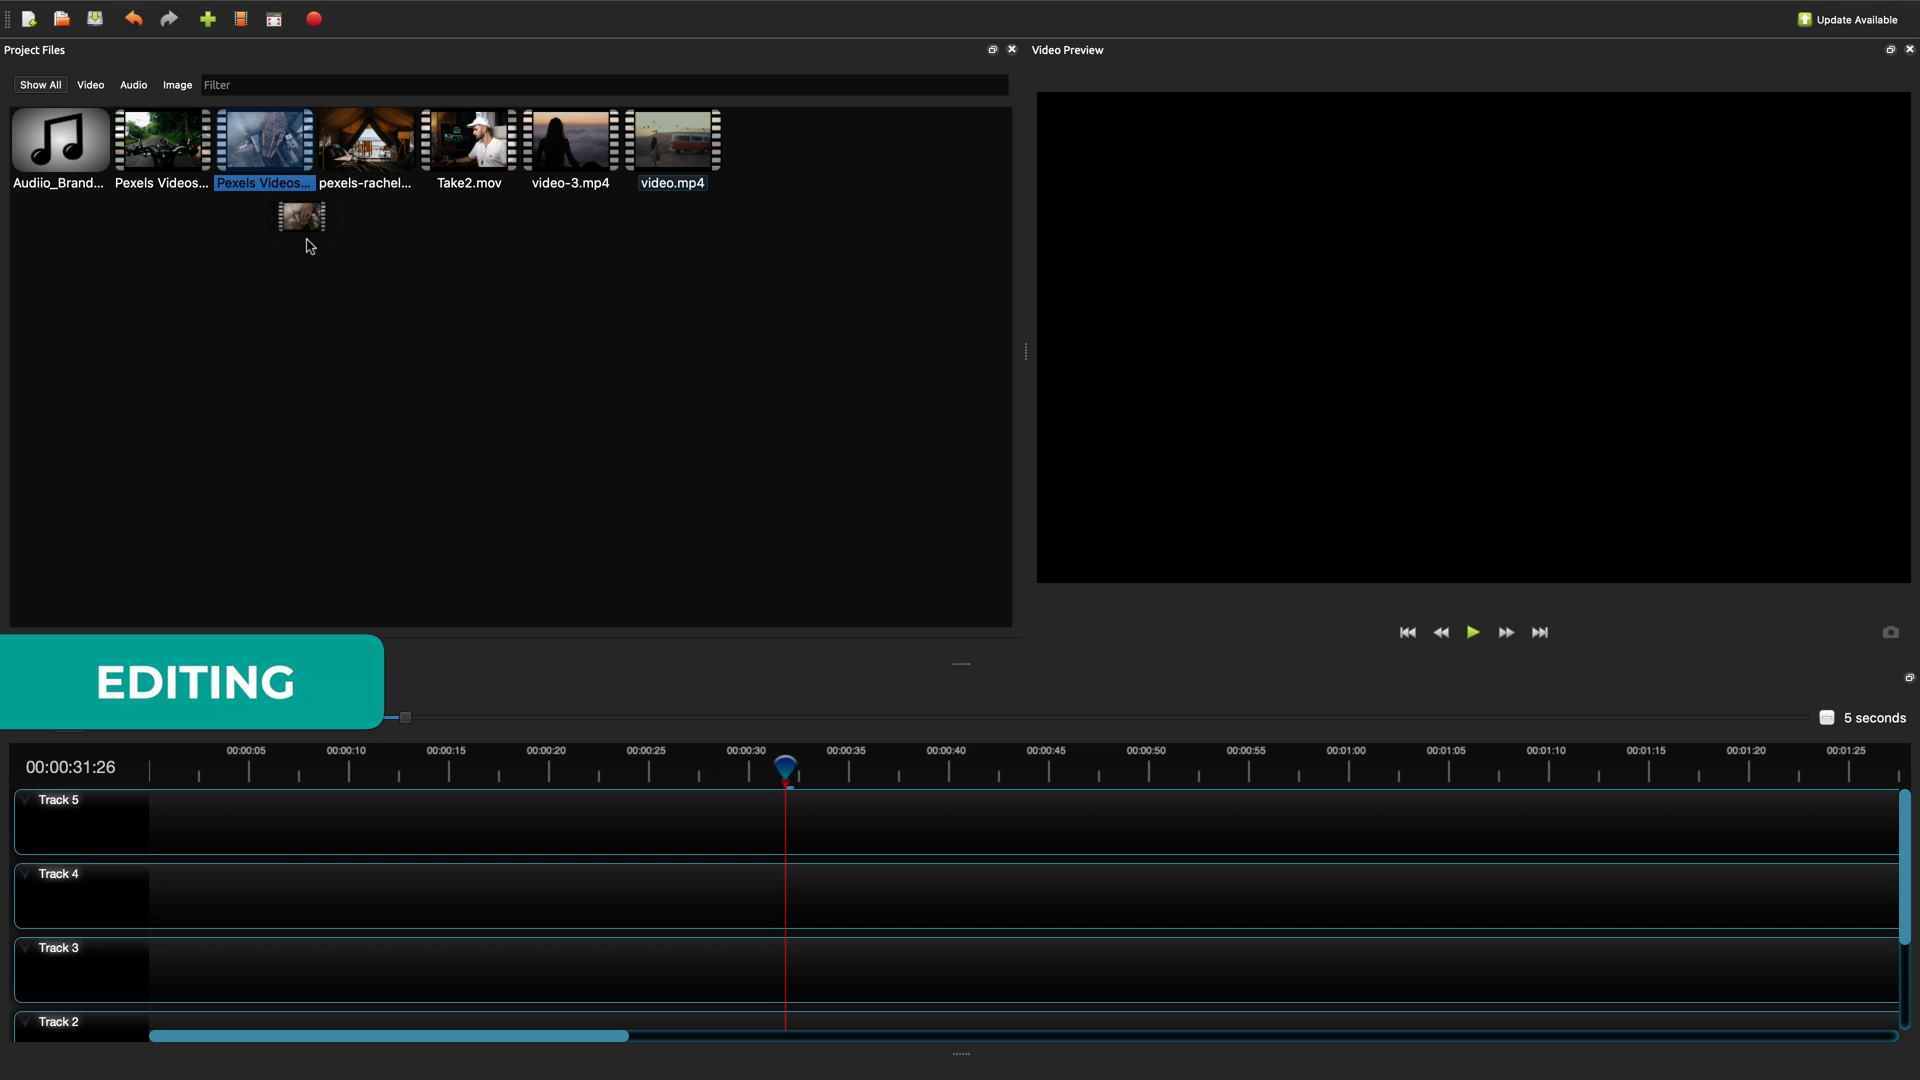 Update Available
Project Files
Video Preview
Show All Video Audio Image Filter
Audiio_Brand... Pexels Videos... Pexels Videos... pexels-rachel... Take2.mov video-3.mp4 video.mp4
EDITING
5 seconds
00:00:31:26
00:00:05 00:00:10 00:00:15 00:00:20 00:00:25 00:00:30 00:00:35 00:00:40 00:00:45 00:00:50 00:00:55 00:01:00 00:01:05 00:01:10 00:01:15 00:01:20 00:01:25
Track 5
Track 4
Track 3
Track 2